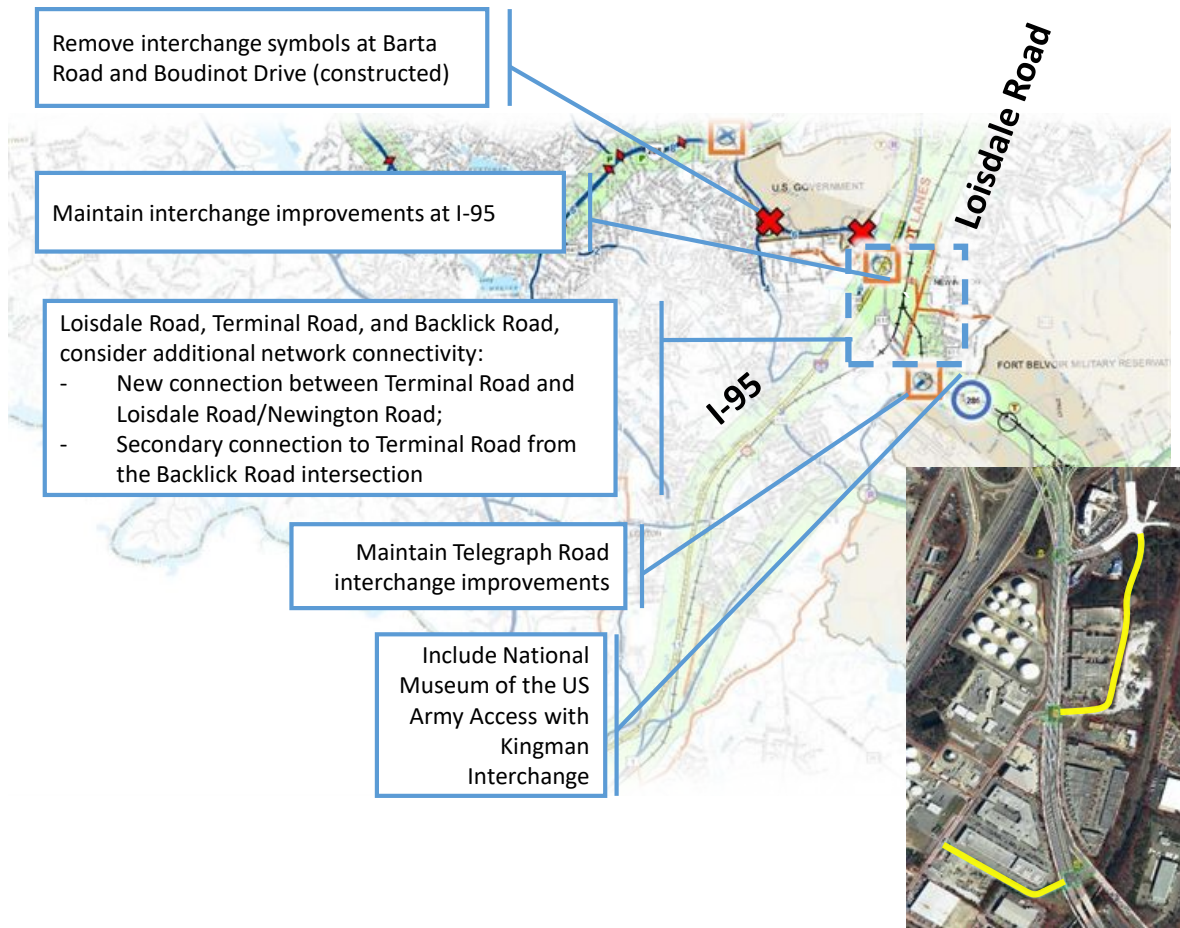 Remove interchange symbols at Barta
Road and Boudinot Drive (constructed)
Loisdale Road
U.S. GOVERNMENT
LANES
Maintain interchange improvements at I-95
Loisdale Road, Terminal Road, and Backlick Road,
consider additional network connectivity:
- New connection between Terminal Road and
Loisdale Road/Newington Road;
- Secondary connection to Terminal Road from
the Backlick Road intersection
I-95
FORT BELVOIR MILITARY RESERVAT
286
Maintain Telegraph Road
interchange improvements
Include National
Museum of the US
Army Access with
Kingman
Interchange